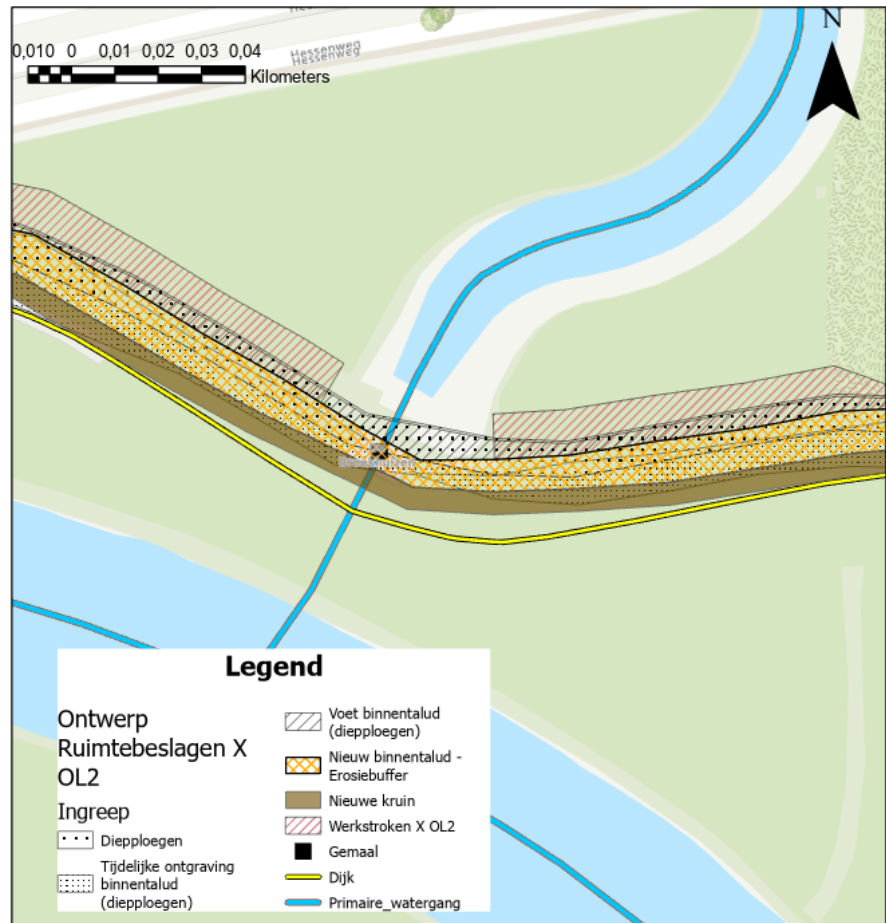 Hessenweg
Hessenweg
N
0,010 0 0,01 0,02 0,03 0,04
Kilometers
Legend
Ontwerp
Ruimtebeslagen X
OL2
Ingreep
Diepploegen
Tijdelijke ontgraving
binnentalud
(diepploegen)
Voet binnentalud
(diepploegen)
Nieuw binnentalud -
Erosiebuffer
Nieuwe kruin
Werkstroken X OL2
Gemaal
Dijk
Primaire_watergang